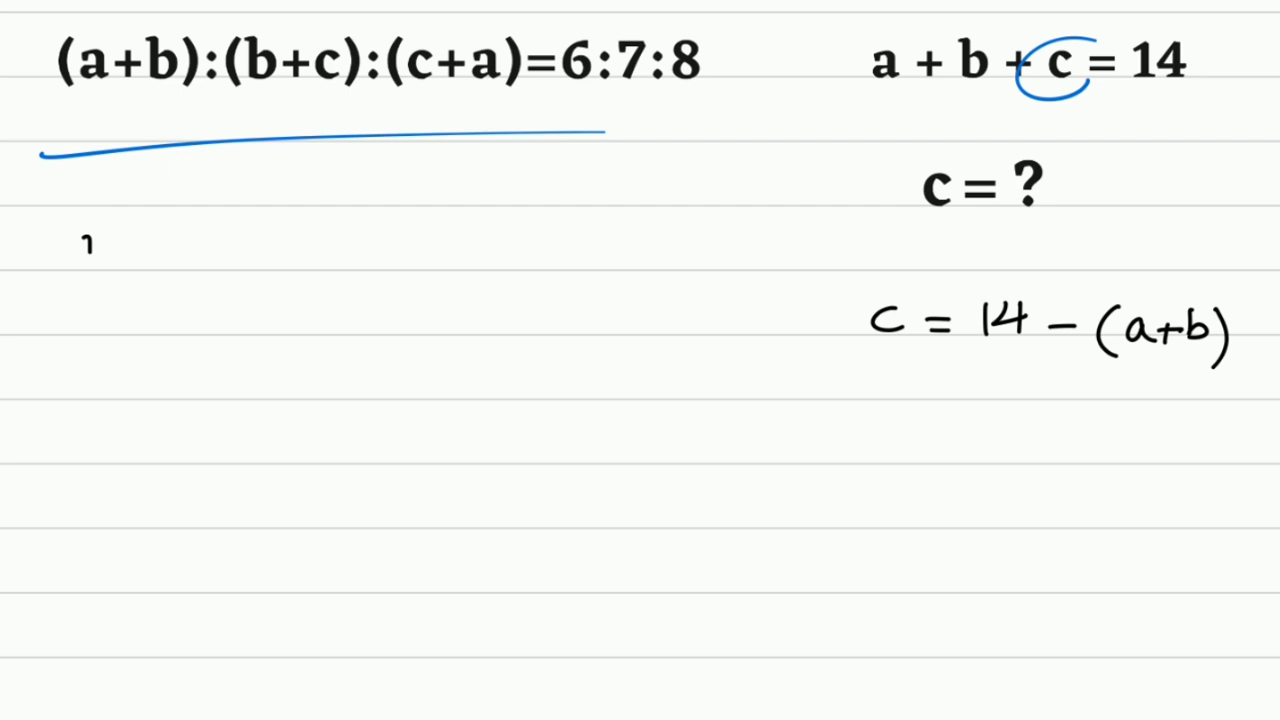 (a+b):(b+c):(c+a)=6:7:8
a + b + c = 14
c = ?
c = 14 - (a+b)